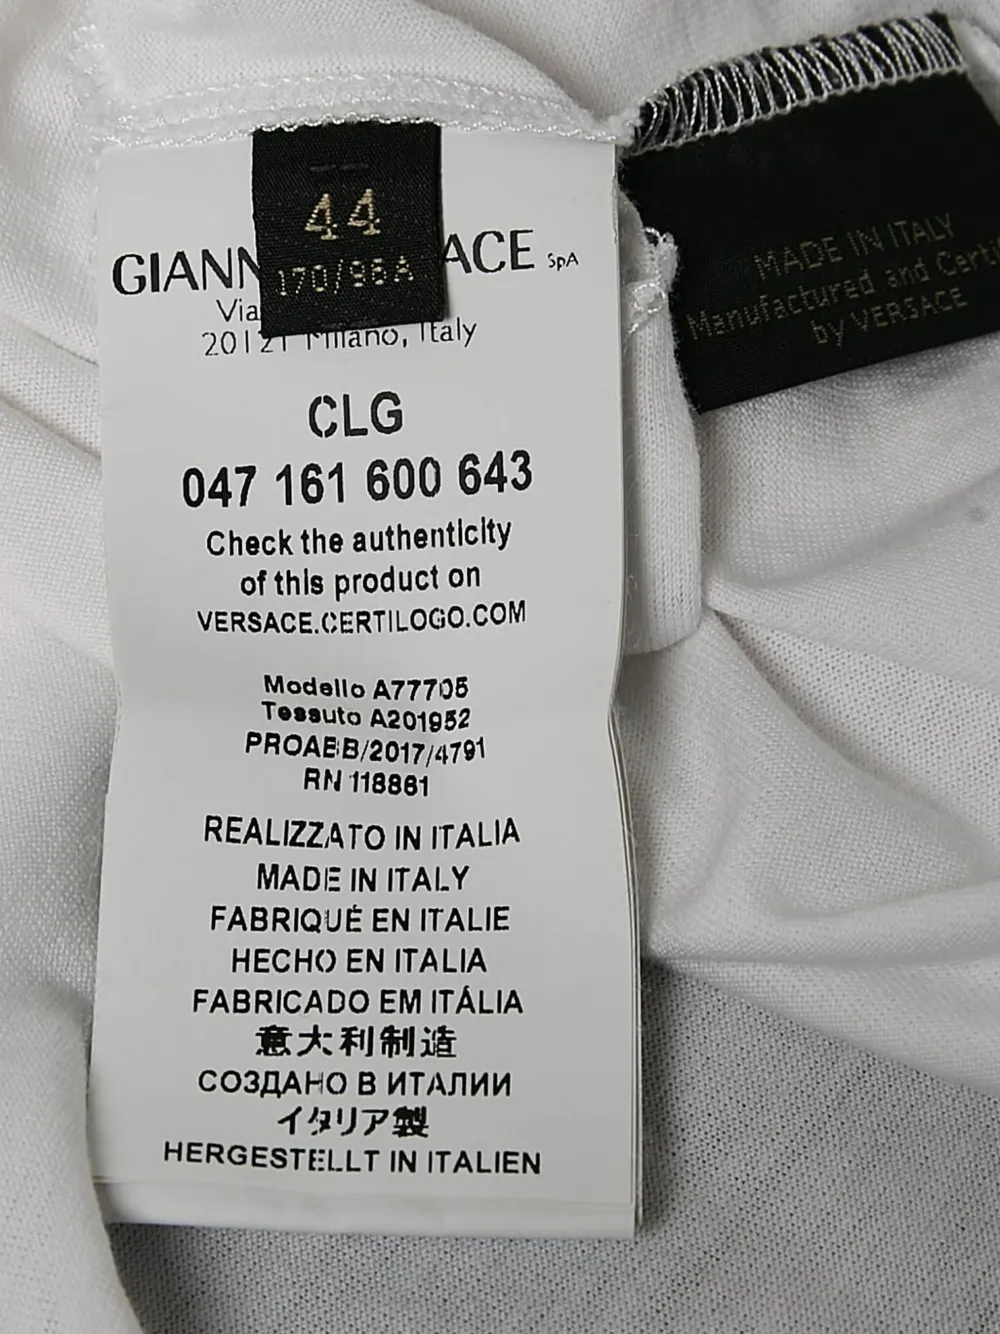 44
170/88A
GIANN ACE SpA
Via
20121 Milano, Italy
CLG
047 161 600 643
Check the authenticity
of this product on
VERSACE.CERTILOGO.COM
Modello A77705
Tessuto A201952
PROABB/2017/4791
RN 118861
REALIZZATO IN ITALIA
MADE IN ITALY
FABRIQUÉ EN ITALIE
HECHO EN ITALIA
FABRICADO EM ITÁLIA
意大利制造
СОЗДАНО В ИТАЛИИ
イタリア製
HERGESTELLT IN ITALIEN
MADE IN ITALY
Manufactured and Certi
by VERSACE